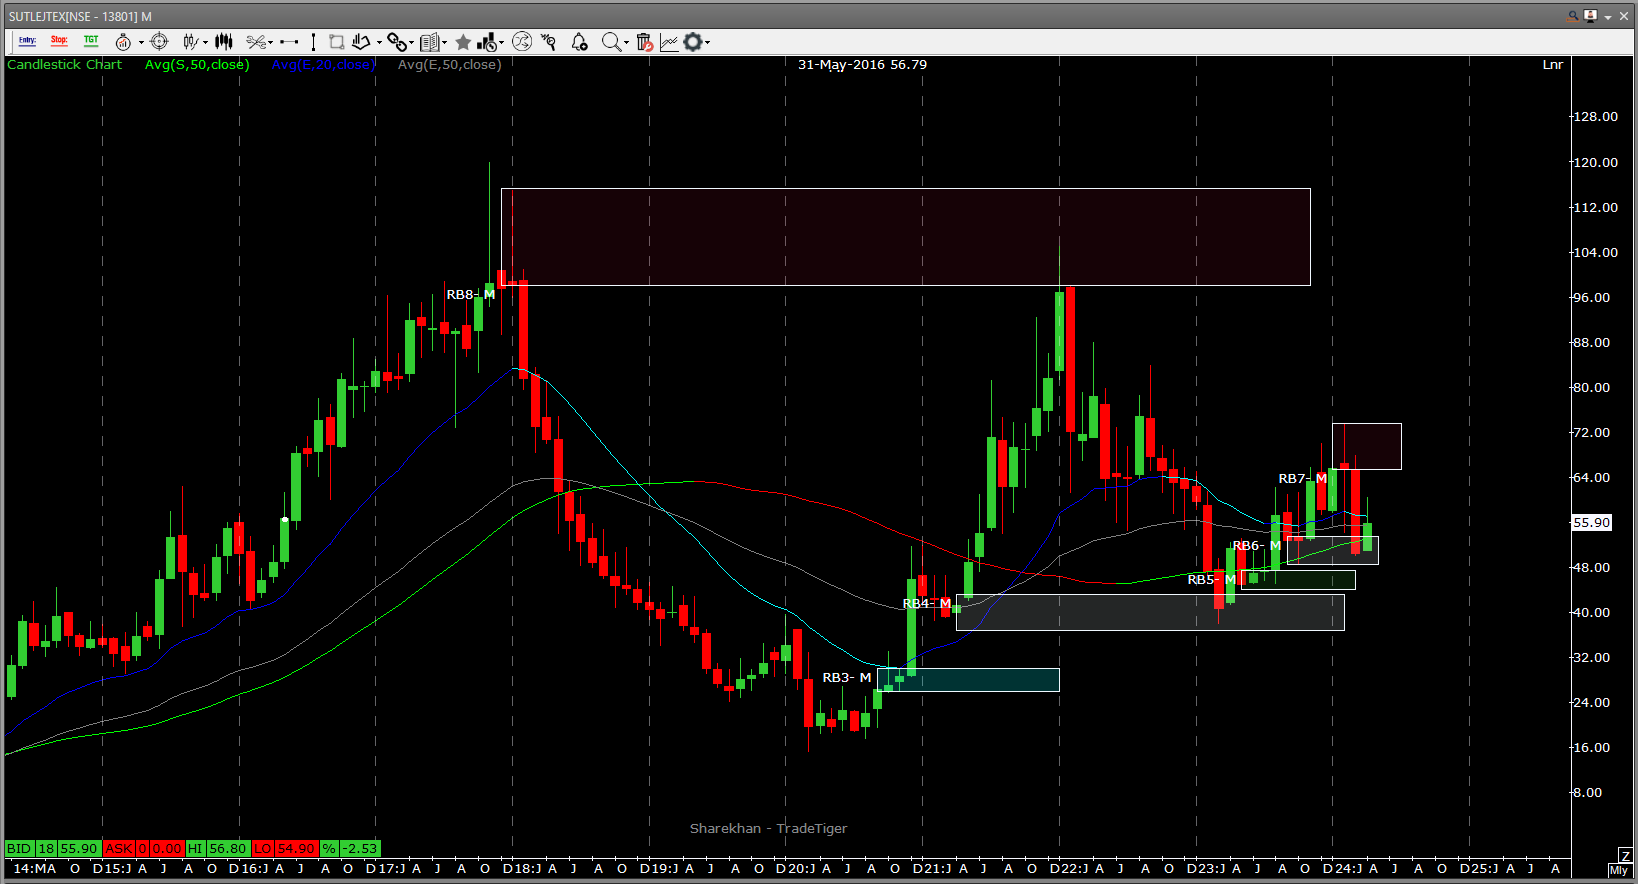 SUTLEJTEX[NSE - 13801] M
Entry: Stop: TGT
Candlestick Chart Avg(S,50,close) Avg(E,20,close) Avg(E,50,close) 31-May-2016 56.79 Lnr
128.00
120.00
112.00
104.00
RB8- M
96.00
88.00
80.00
72.00
RB7- M
64.00
55.90
RB6- M
48.00
RB5- M
RB4- M
40.00
32.00
RB3- M
24.00
16.00
8.00
Sharekhan - TradeTiger
BID 18 55.90 ASK 0 0.00 HI 56.80 LO 54.90 % -2.53
Z
14:MA O D15:J A J A O D16:J A J A O D17:J A J A O D18:J A J A O D19:J A J A O D20:J A J A O D21:J A J A O D22:J A J A O D23:J A J A O D24:J A J A O D25:J A J A
Mly